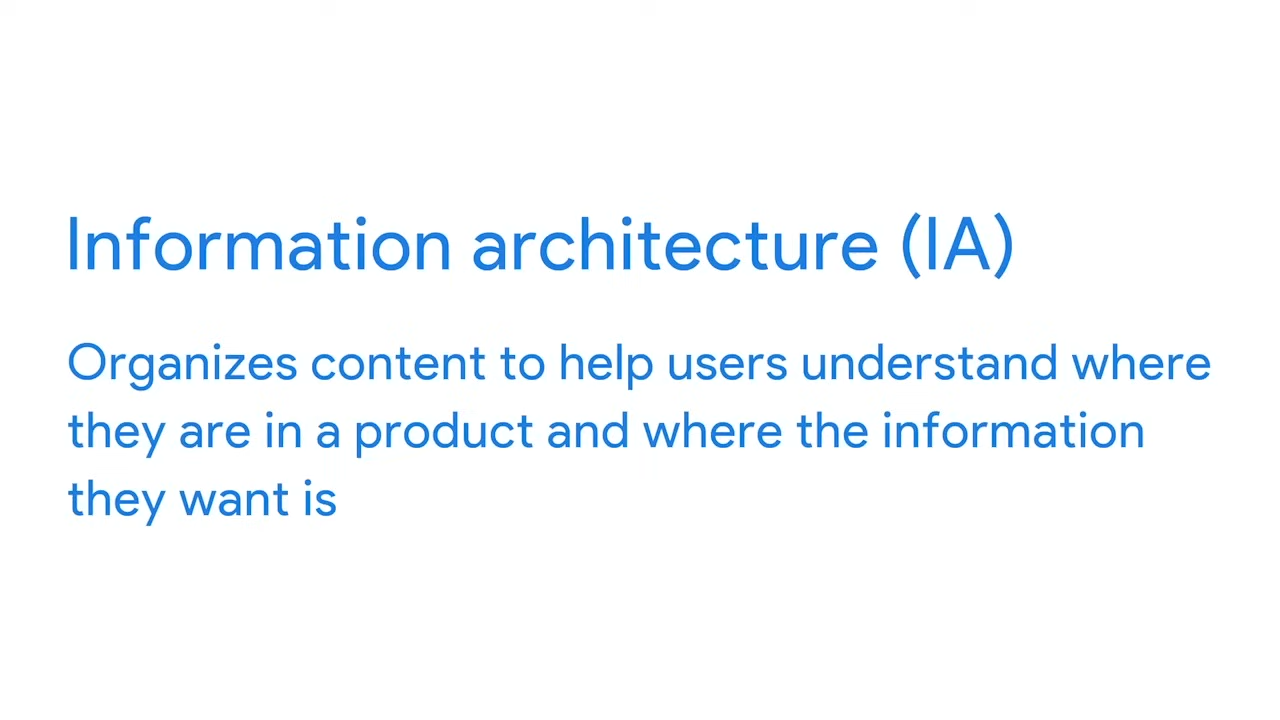 Information architecture (IA)
Organizes content to help users understand where
they are in a product and where the information
they want is